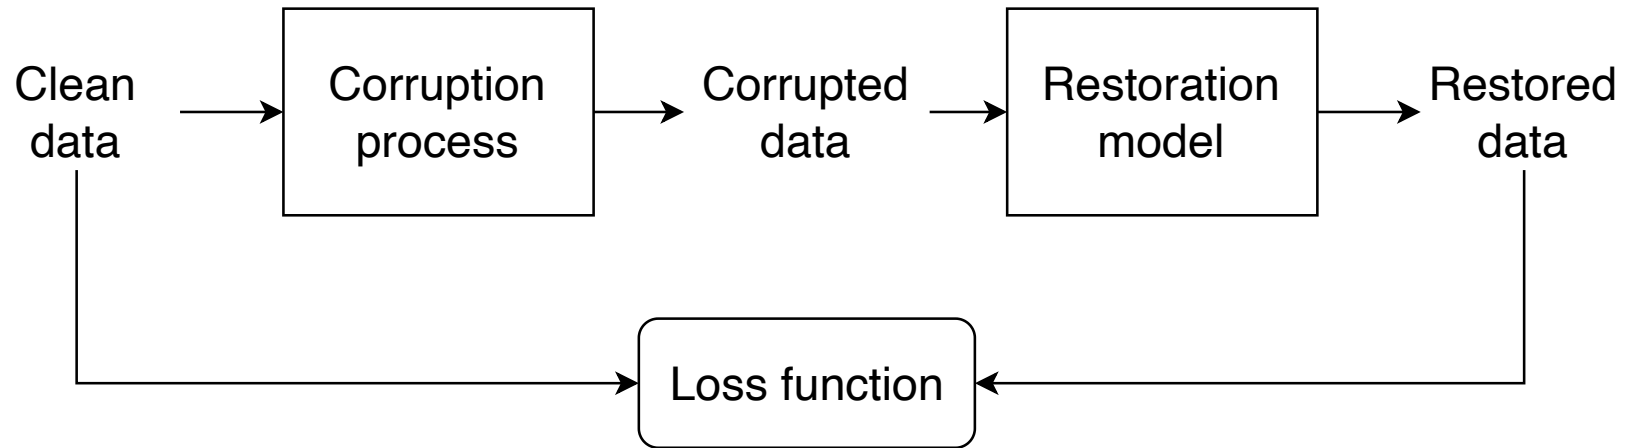 Clean
data
Corruption
process
Corrupted
data
Restoration
model
Restored
data
Loss function